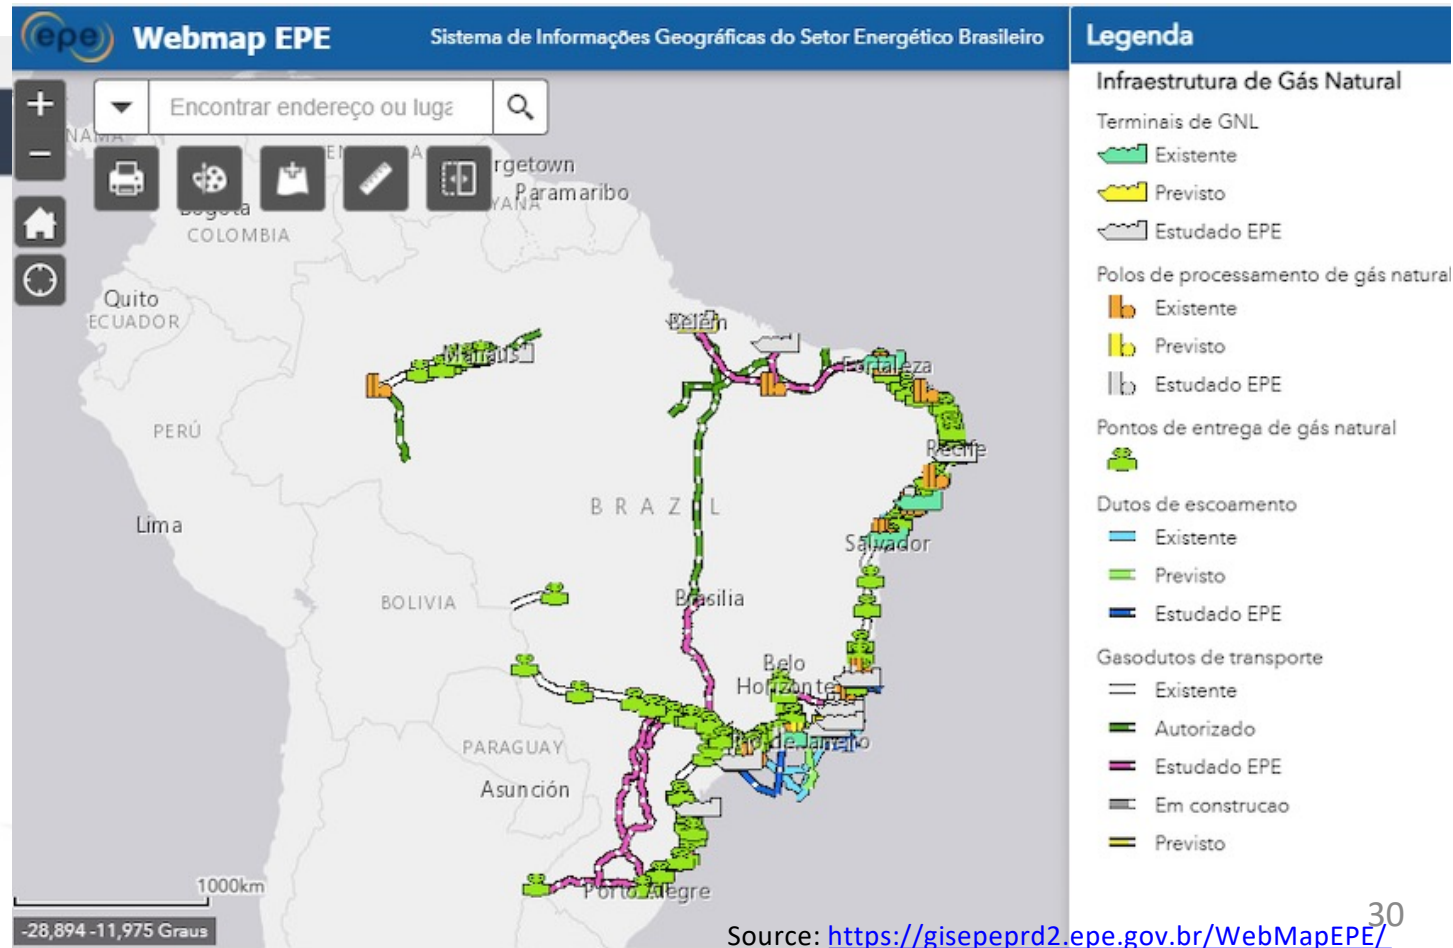 epe Webmap EPE Sistema de Informações Geográficas do Setor Energético Brasileiro
Encontrar endereço ou luga
rgetown
Paramaribo
YANA
Bogota
COLOMBIA
Quito
ECUADOR
Belém
Manaus
Fortaleza
PERÚ
Recife
BRAZIL
Lima
Salvador
BOLIVIA
Brasilia
Belo
Horizonte
PARAGUAY
Rio de Janeiro
Asunción
1000km
Porto Alegre
-28,894 -11,975 Graus
Legenda
Infraestrutura de Gás Natural
Terminais de GNL
Existente
Previsto
Estudado EPE
Polos de processamento de gás natural
Existente
Previsto
Estudado EPE
Pontos de entrega de gás natural
Dutos de escoamento
Existente
Previsto
Estudado EPE
Gasodutos de transporte
Existente
Autorizado
Estudado EPE
Em construcao
Previsto
30
Source: https://gisepeprd2.epe.gov.br/WebMapEPE/